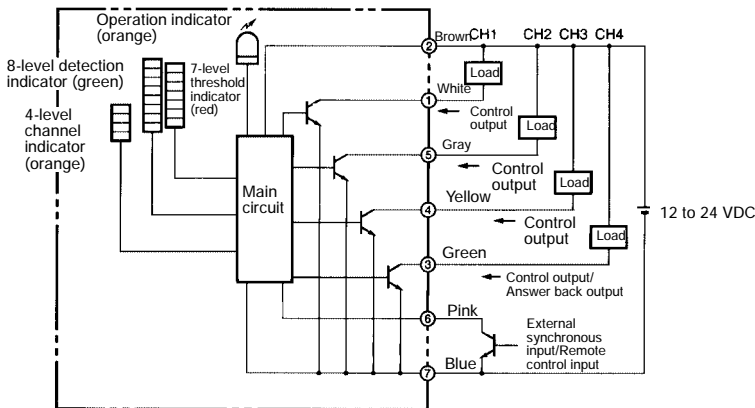 Operation indicator
(orange)
8-level detection
indicator (green)
7-level
threshold
indicator
(red)
4-level
channel
indicator
(orange)
Main
circuit
Brown
CH1
CH2
CH3
CH4
2
Load
White
1
Control
output
Load
Gray
5
Control
output
Load
Yellow
4
Control
output
12 to 24 VDC
Load
Green
3
Control output/
Answer back output
Pink
6
External
synchronous
input/Remote
control input
Blue
7